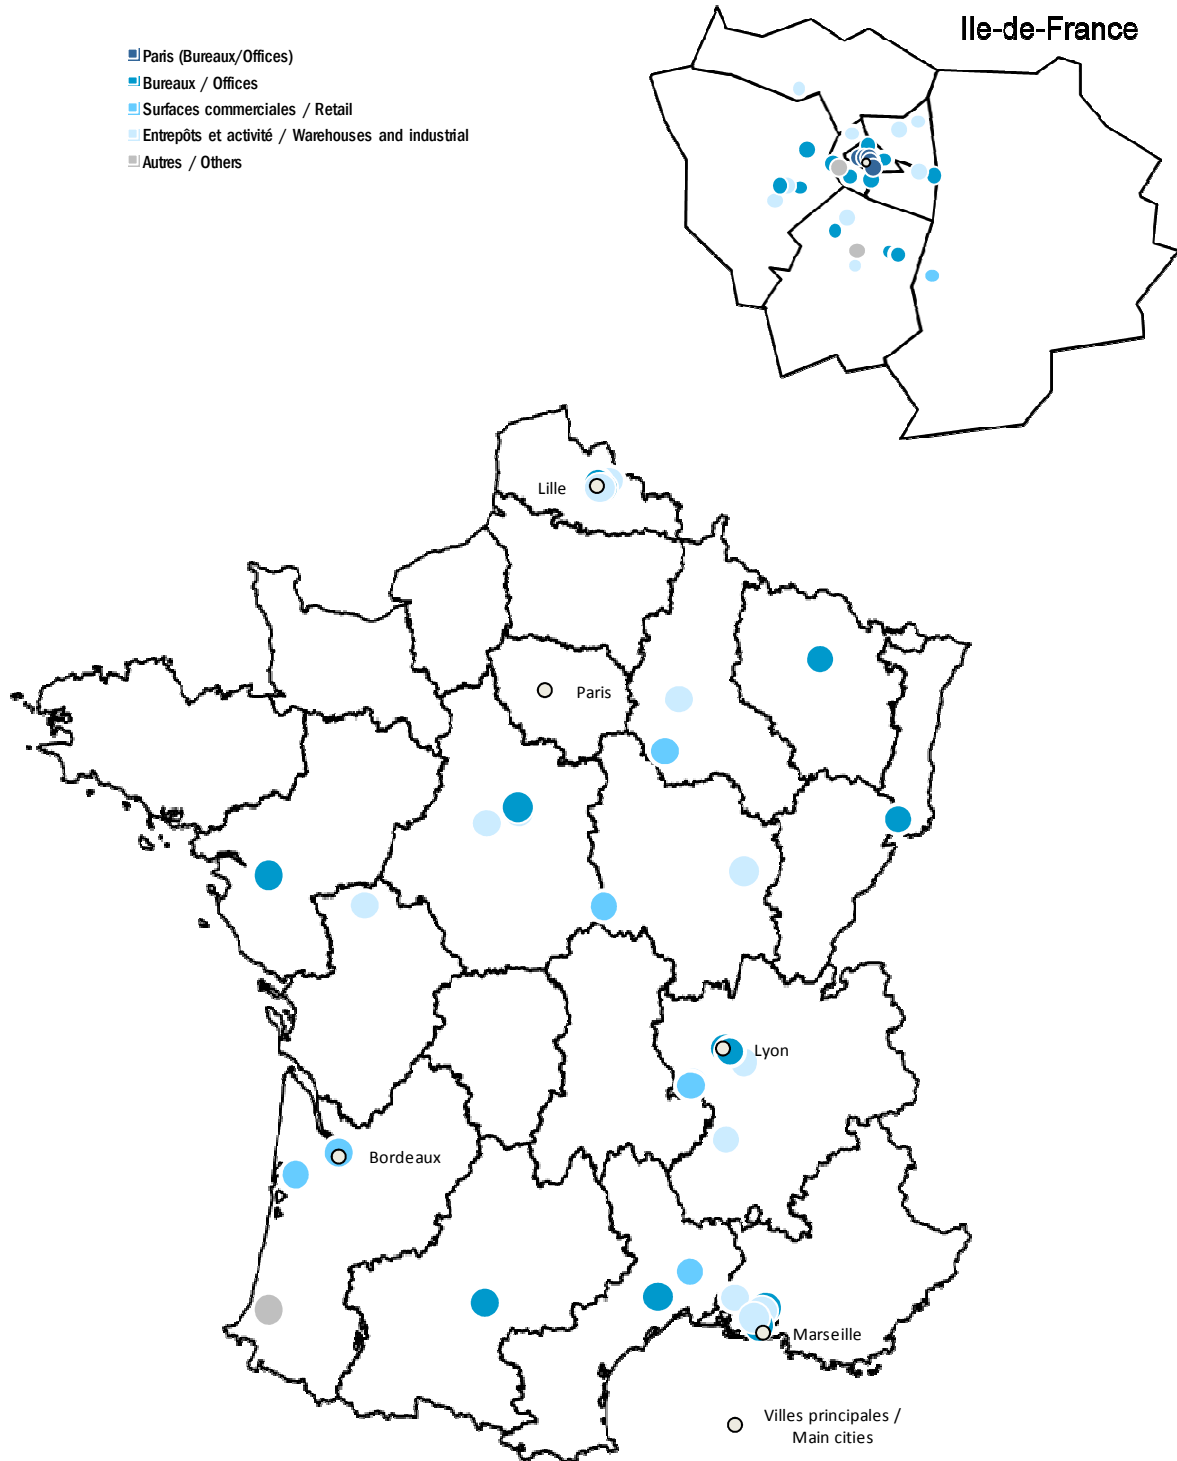 Ile-de-France
Paris (Bureaux/Offices)
Bureaux / Offices
Surfaces commerciales / Retail
Entrepôts et activité / Warehouses and industrial
Autres / Others
Lille
Paris
Lyon
Bordeaux
Marseille
Villes principales /
Main cities